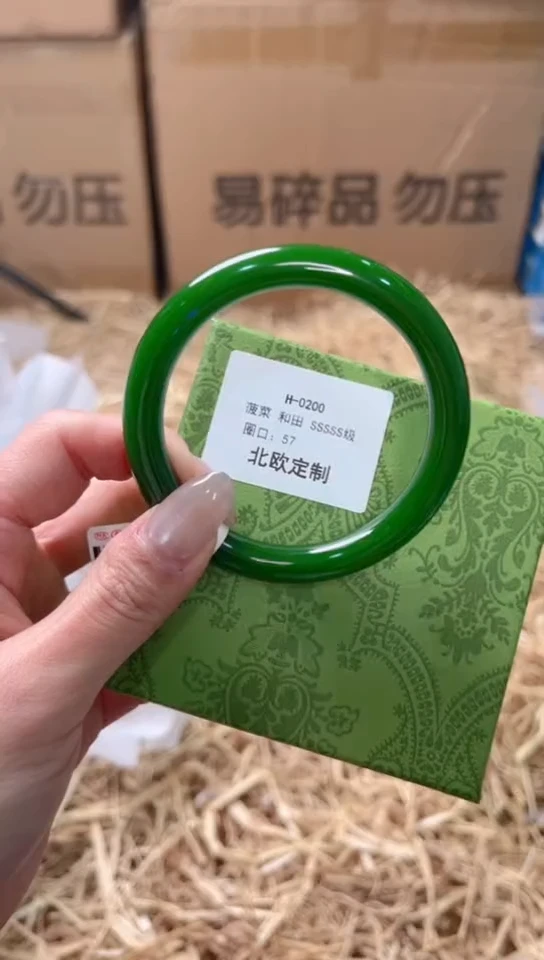 勿压
易碎品 勿压
H-0200
菠菜 和田 SSSSS级
圈口: 57
北欧定制